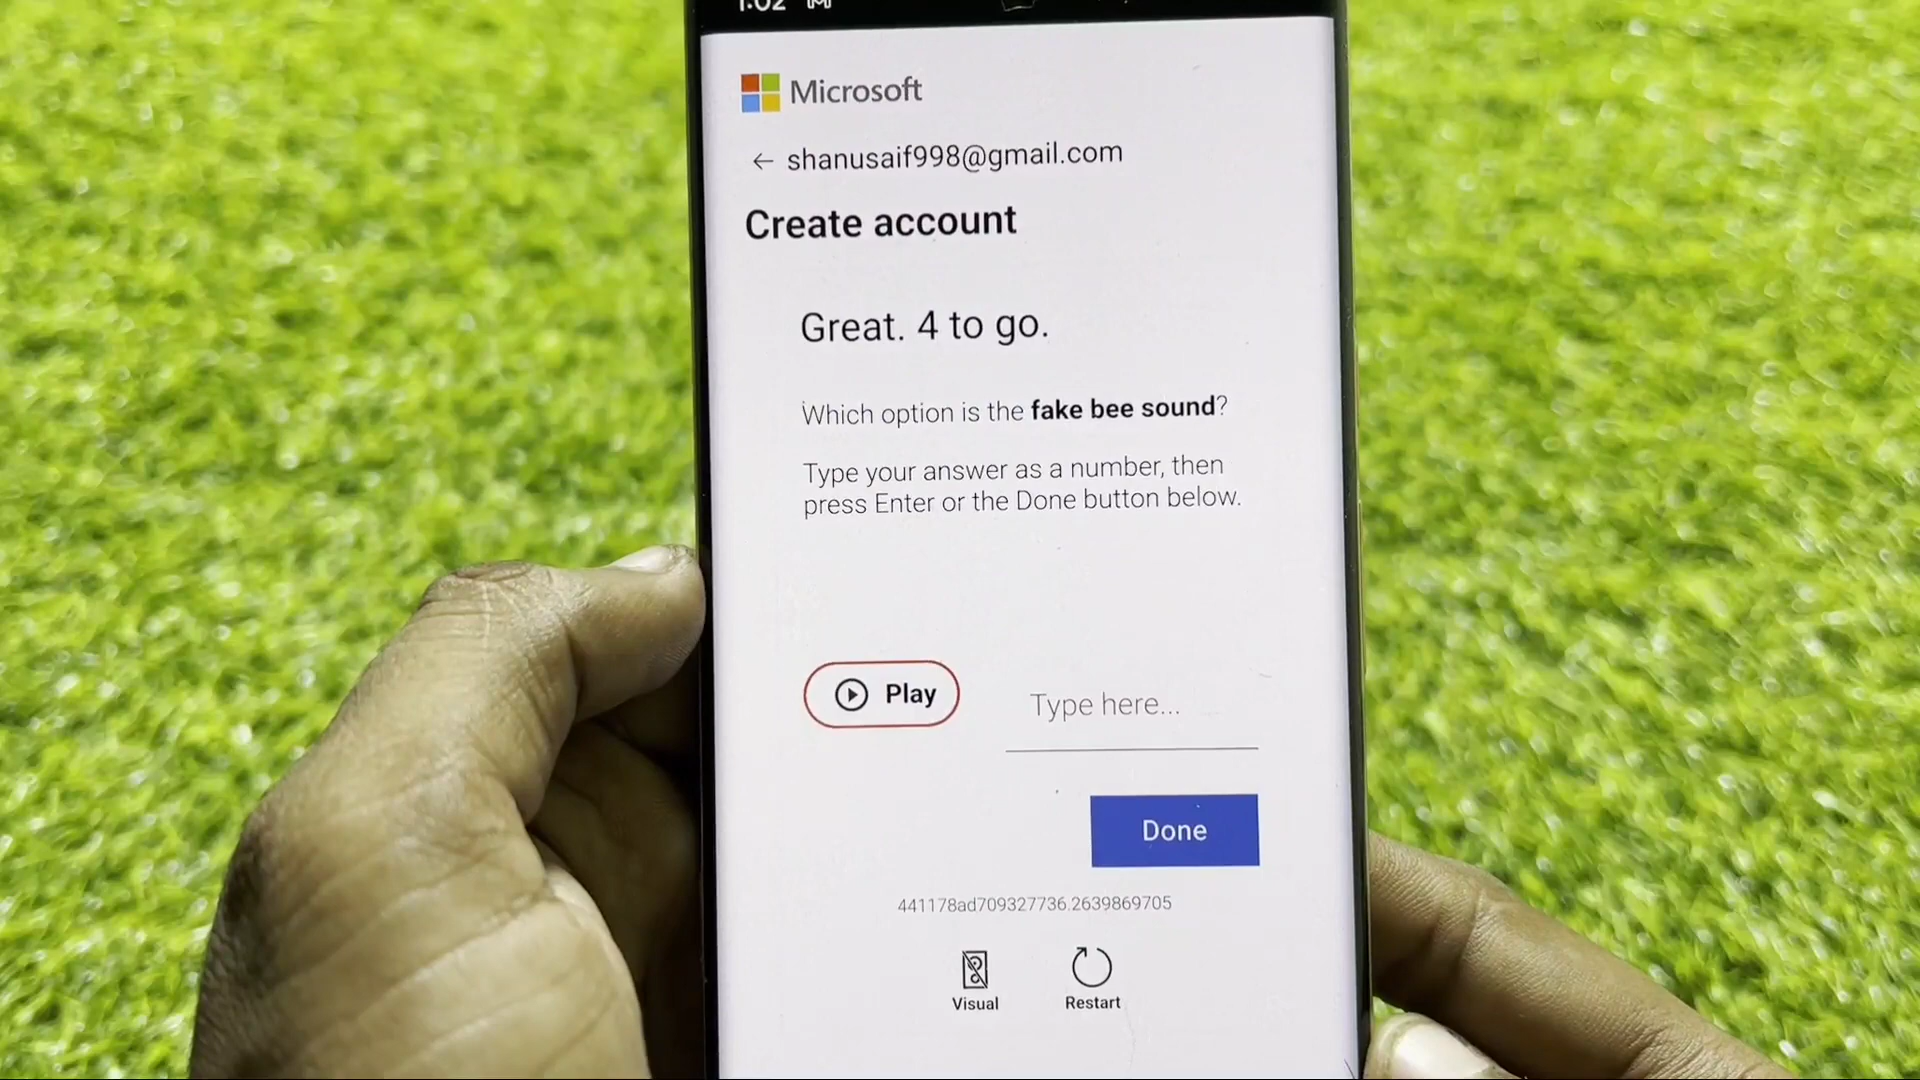 1:02
Microsoft
← shanusaif998@gmail.com
Create account
Great. 4 to go.
Which option is the fake bee sound?
Type your answer as a number, then
press Enter or the Done button below.
Play
Type here...
Done
441178ad709327736.2639869705
Visual
Restart